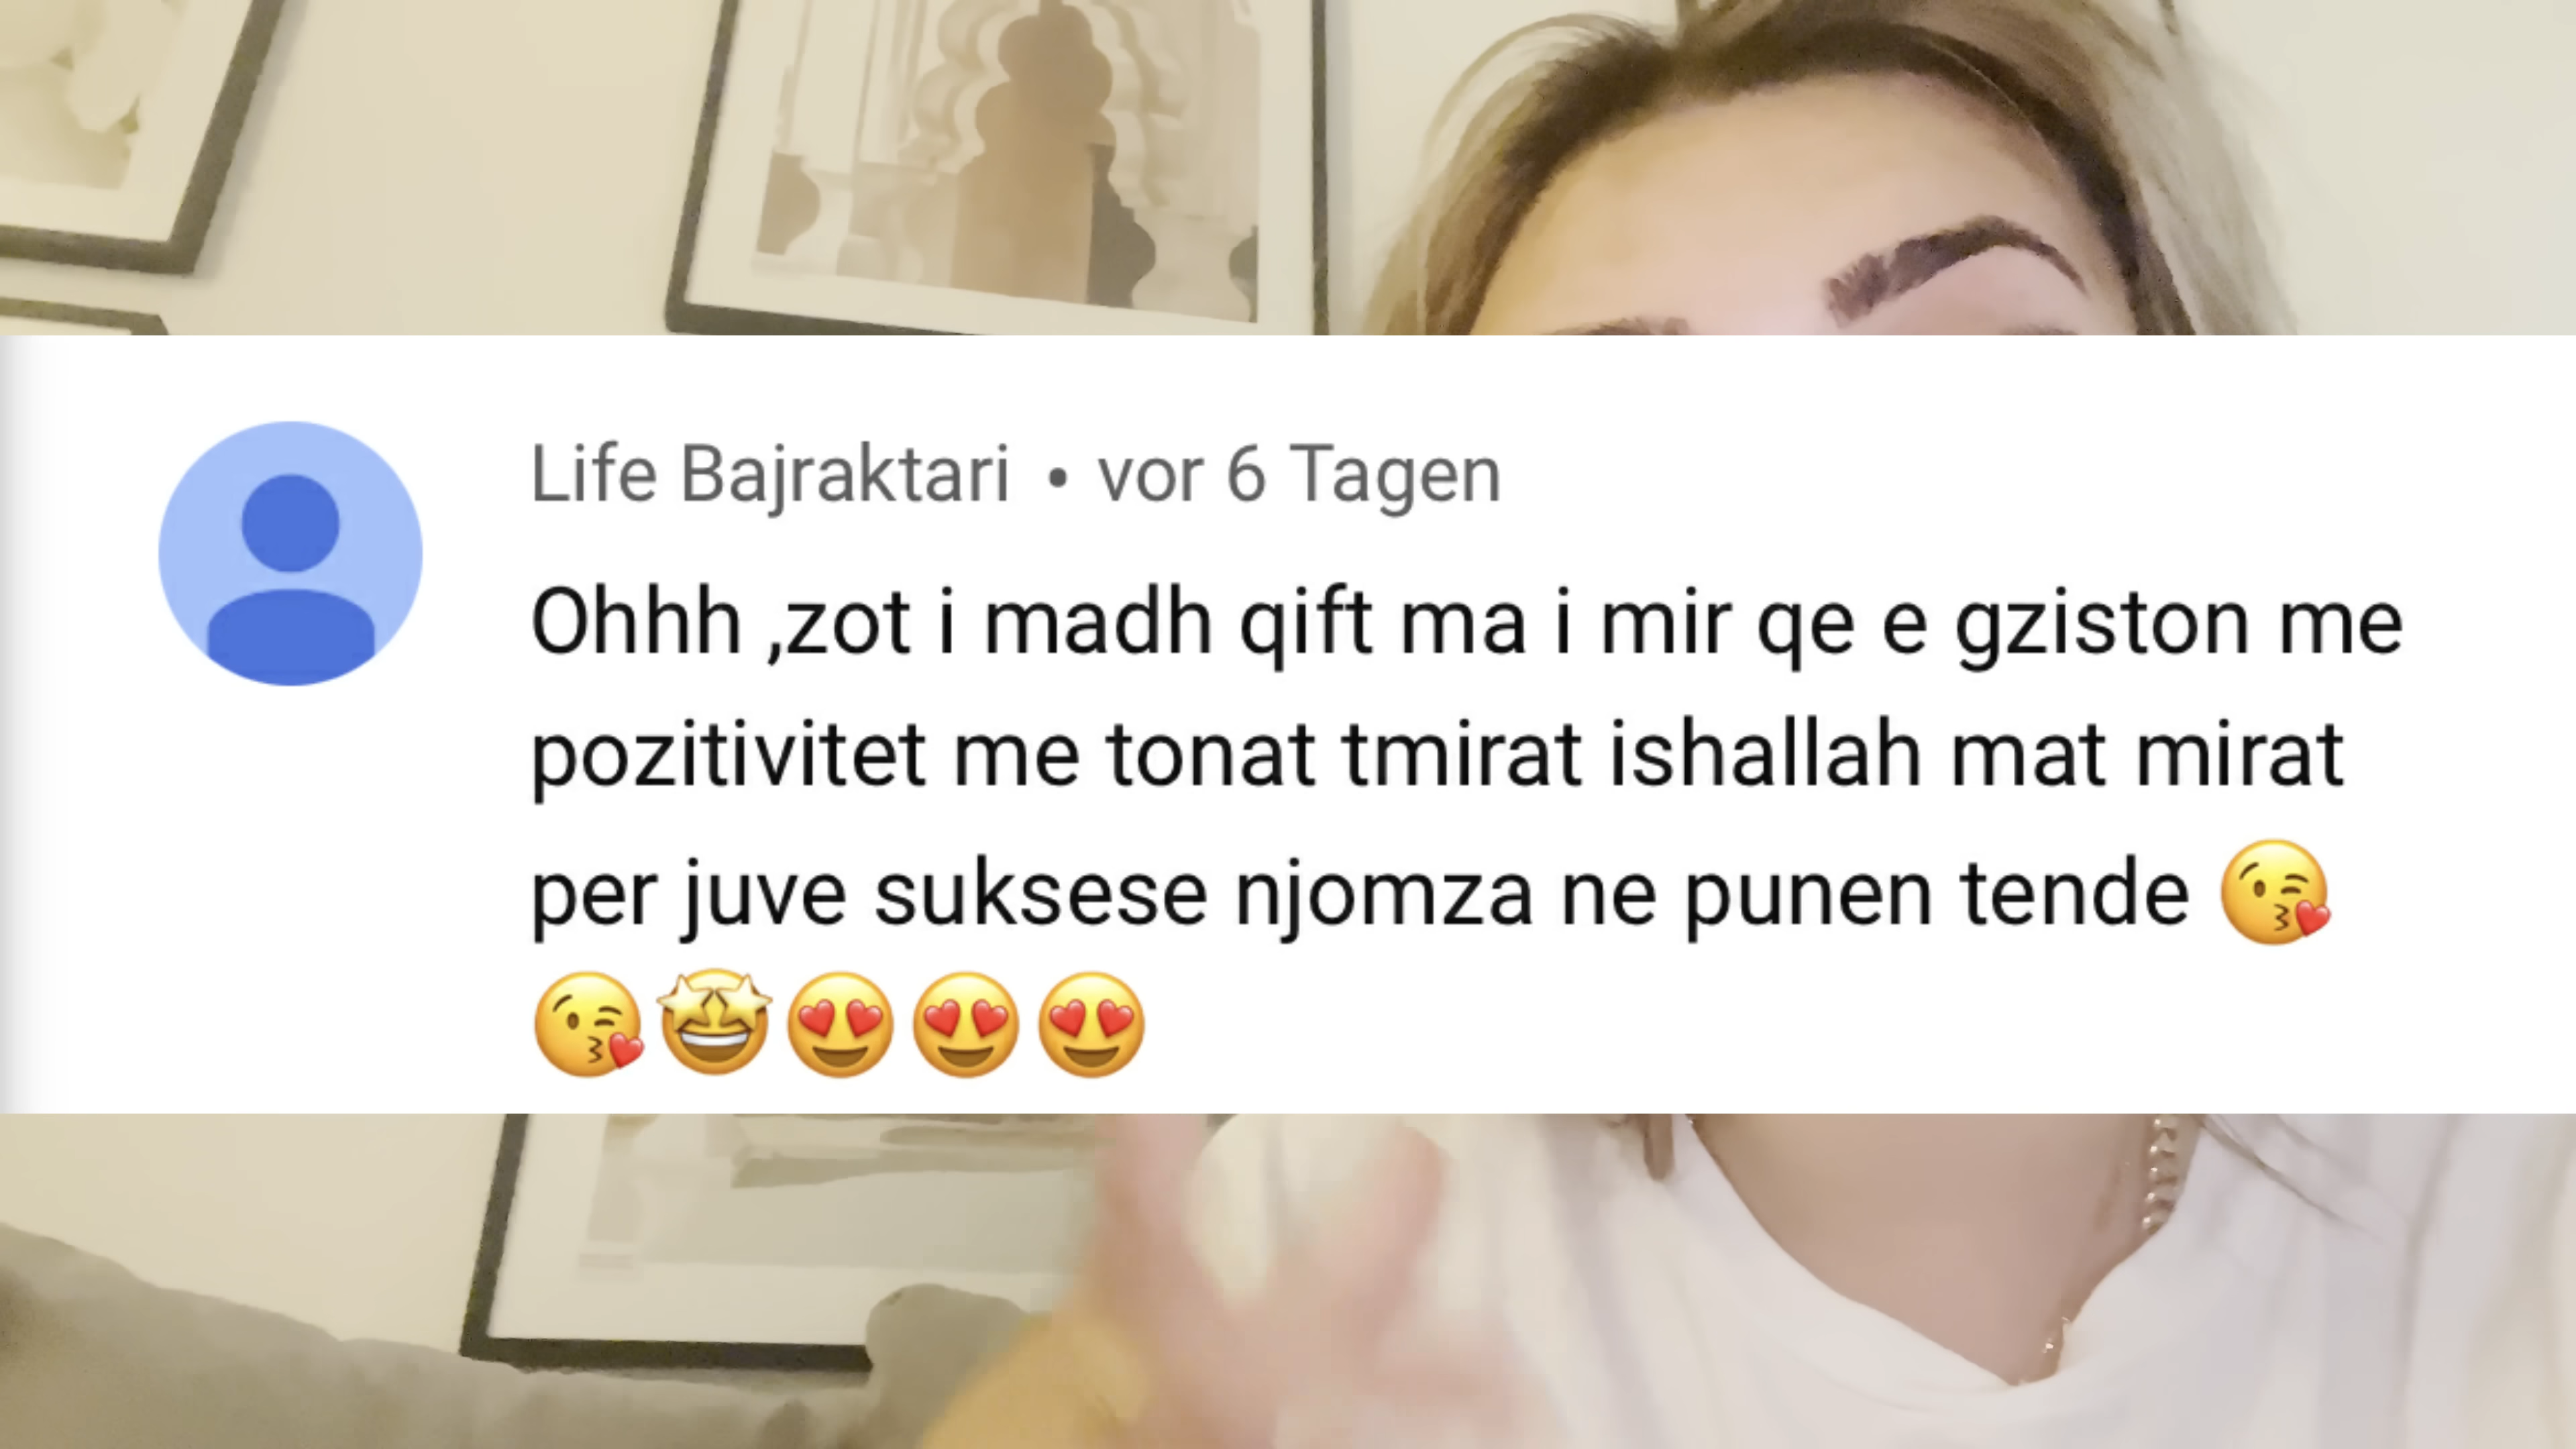 Life Bajraktari • vor 6 Tagen
Ohhh ,zot i madh qift ma i mir qe e gziston me
pozitivitet me tonat tmirat ishallah mat mirat
per juve suksese njomza ne punen tende 😘
😘🤩😍😍😍